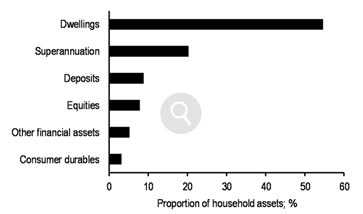 Dwellings
Superannuation
Deposits
Equities
Other financial assets
Consumer durables
0 10 20 30 40 50 60
Proportion of household assets; %